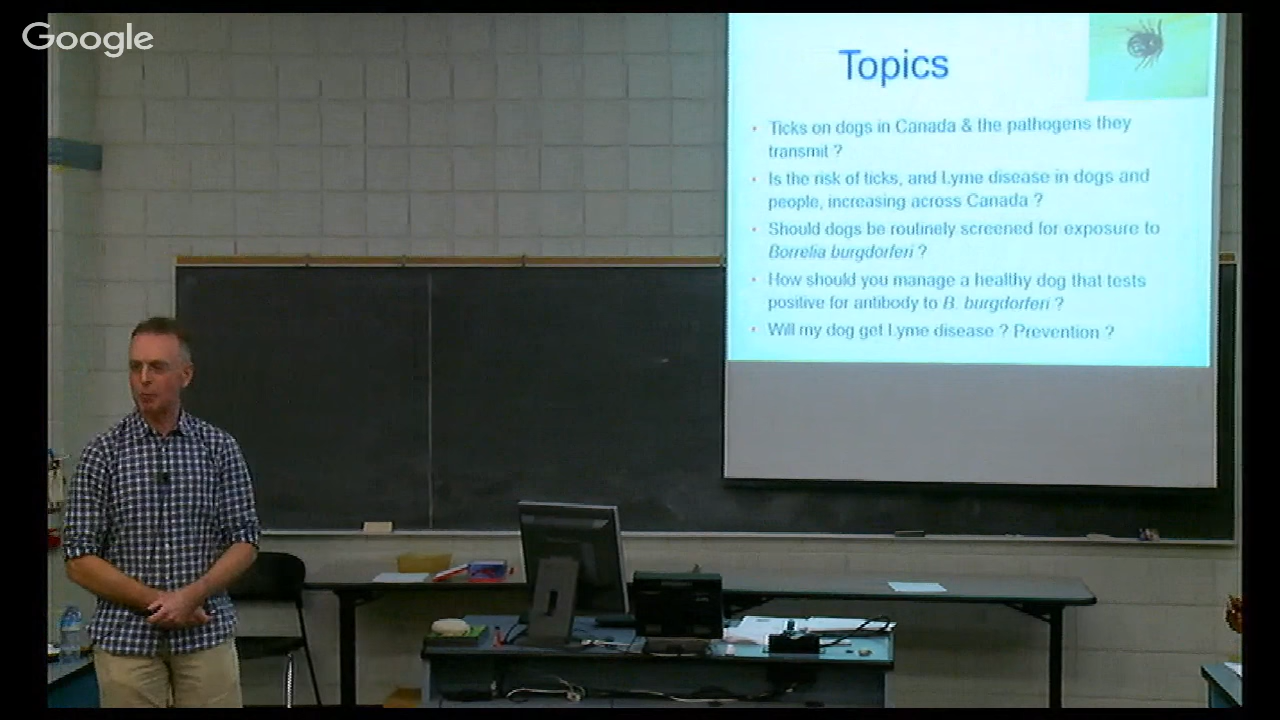 Google
Topics
Ticks on dogs in Canada & the pathogens they
transmit ?
Is the risk of ticks, and Lyme disease in dogs and
people, increasing across Canada ?
Should dogs be routinely screened for exposure to
Borrelia burgdorferi ?
How should you manage a healthy dog that tests
positive for antibody to B. burgdorferi ?
Will my dog get Lyme disease ? Prevention ?